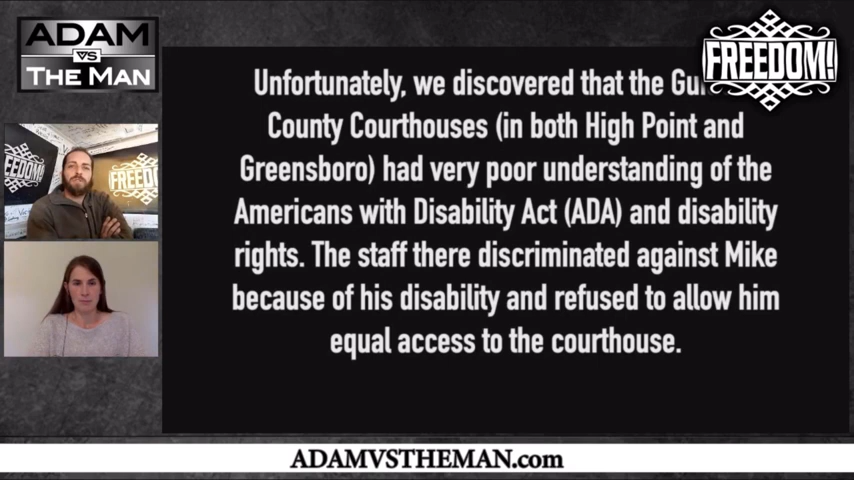 ADAM
VS
THE MAN
FREEDOM!
Unfortunately, we discovered that the
County Courthouses (in both High Point and
Greensboro) had very poor understanding of the
Americans with Disability Act (ADA) and disability
rights. The staff there discriminated against Mike
because of his disability and refused to allow him
equal access to the courthouse.
FREEDOM!
FREEDOM
ADAMVSTHEMAN.com